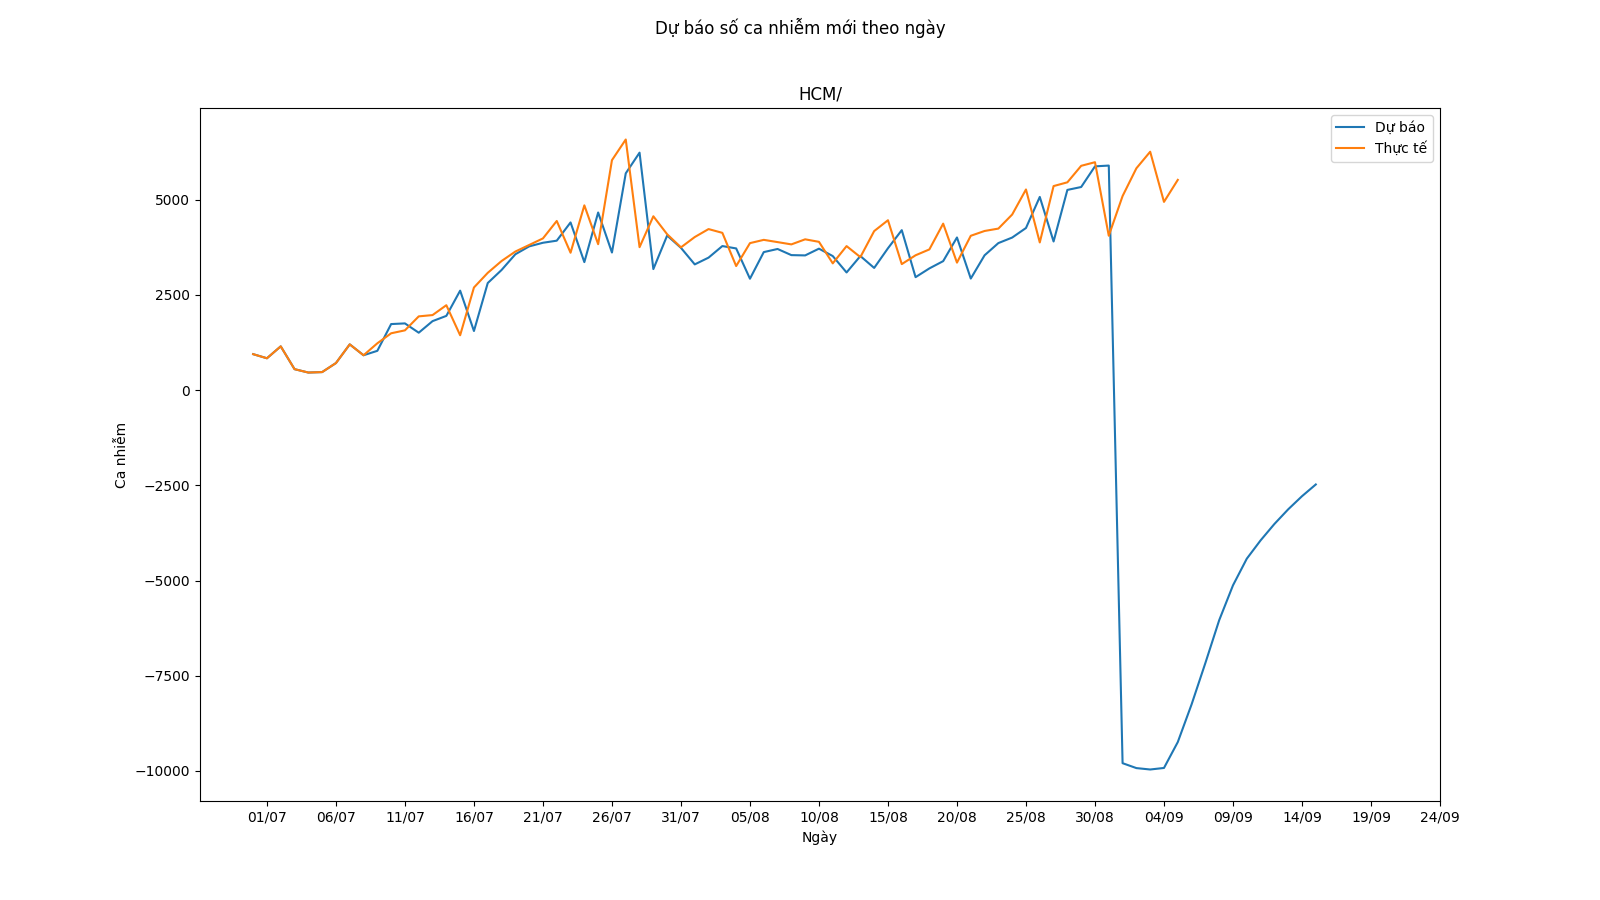 Dự báo số ca nhiễm mới theo ngày
HCM/
Dự báo
Thực tế
5000
2500
0
−2500
−5000
−7500
−10000
Ca nhiễm
01/07 06/07 11/07 16/07 21/07 26/07 31/07 05/08 10/08 15/08 20/08 25/08 30/08 04/09 09/09 14/09 19/09 24/09
Ngày